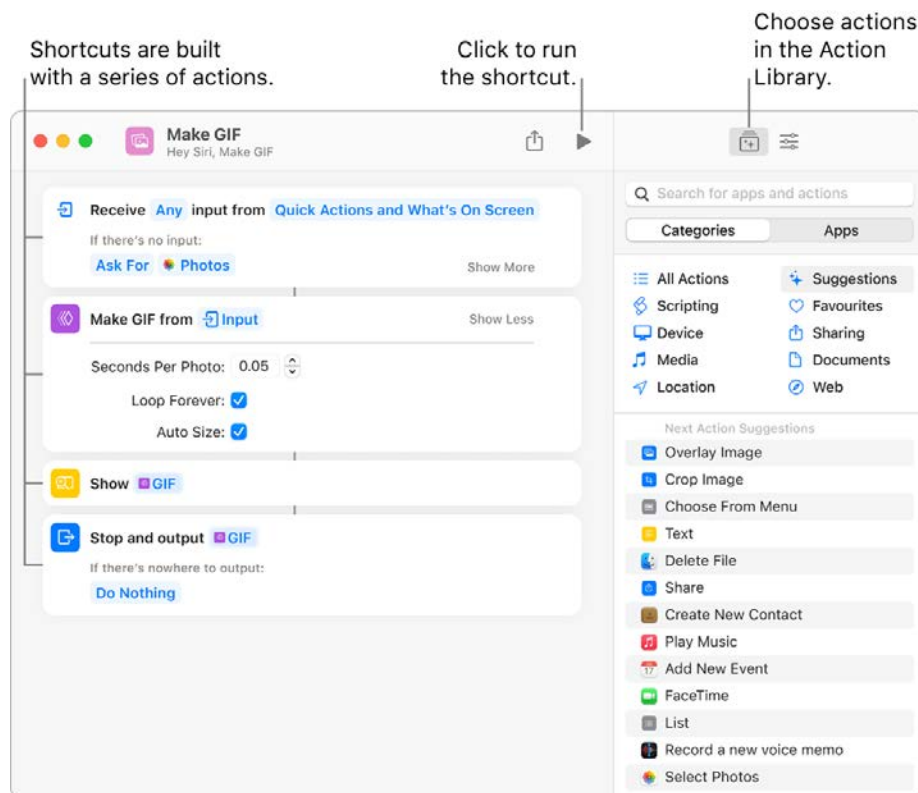 Shortcuts are built
with a series of actions.
Click to run
the shortcut.
Choose actions
in the Action
Library.
Make GIF
Hey Siri, Make GIF
Receive Any input from Quick Actions and What's On Screen
If there's no input:
Ask For Photos
Show More
Make GIF from Input
Show Less
Seconds Per Photo: 0.05
Loop Forever:
Auto Size:
Show GIF
Stop and output GIF
If there's nowhere to output:
Do Nothing
Search for apps and actions
Categories
Apps
All Actions
Suggestions
Scripting
Favourites
Device
Sharing
Media
Documents
Location
Web
Next Action Suggestions
Overlay Image
Crop Image
Choose From Menu
Text
Delete File
Share
Create New Contact
Play Music
17
Add New Event
FaceTime
List
Record a new voice memo
Select Photos